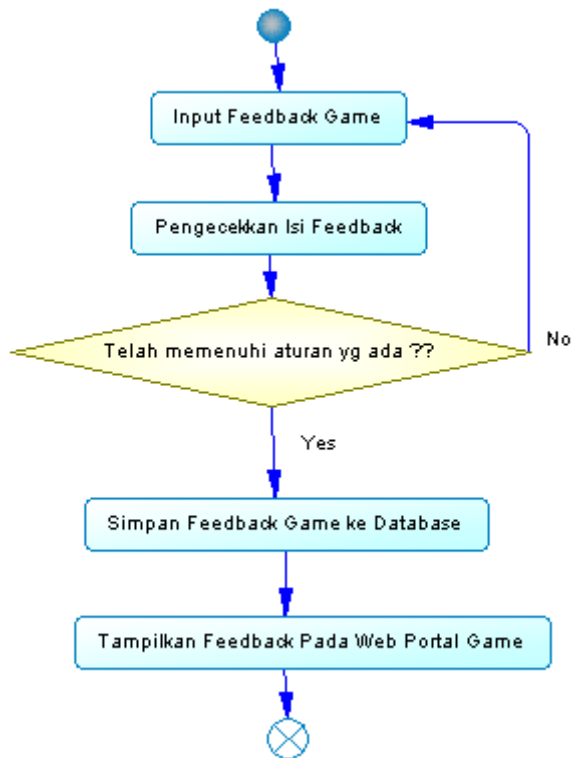 Input Feedback Game
Pengecekkan Isi Feedback
Telah memenuhi aturan yg ada ??
No
Yes
Simpan Feedback Game ke Database
Tampilkan Feedback Pada Web Portal Game